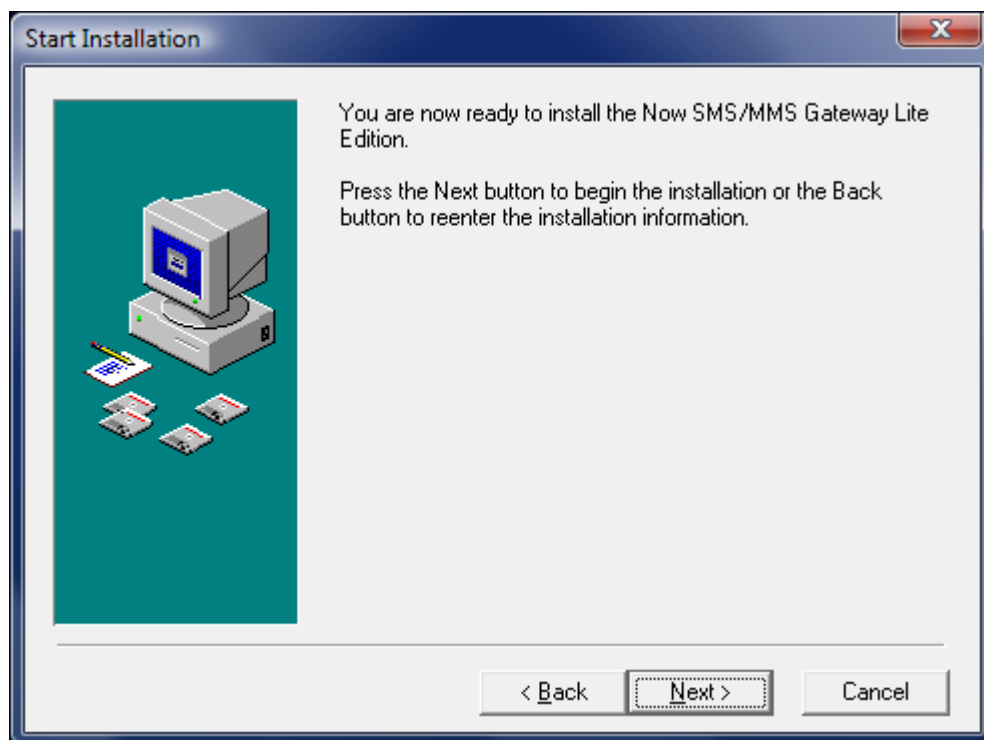 Start Installation
You are now ready to install the Now SMS/MMS Gateway Lite
Edition.
Press the Next button to begin the installation or the Back
button to reenter the installation information.
< Back
Next >
Cancel